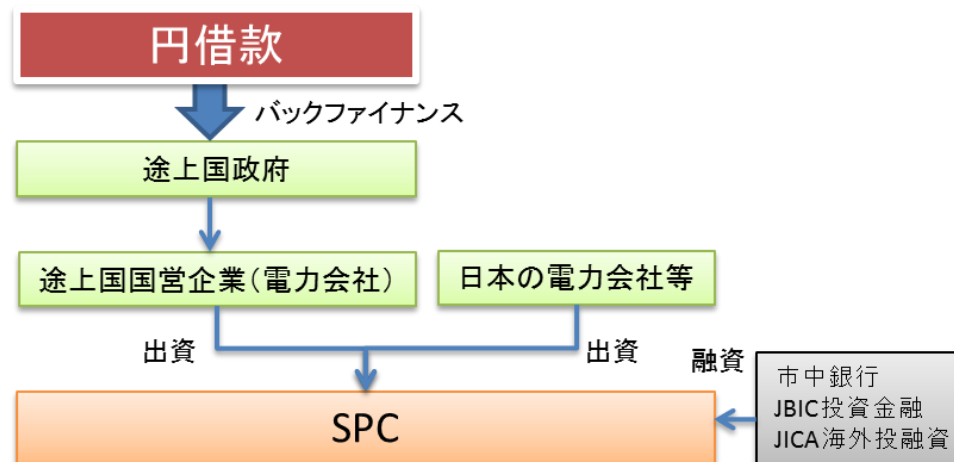 円借款
バックファイナンス
途上国政府
途上国国営企業(電力会社)
日本の電力会社等
出資
出資
融資
市中銀行
JBIC投資金融
JICA海外投融資
SPC